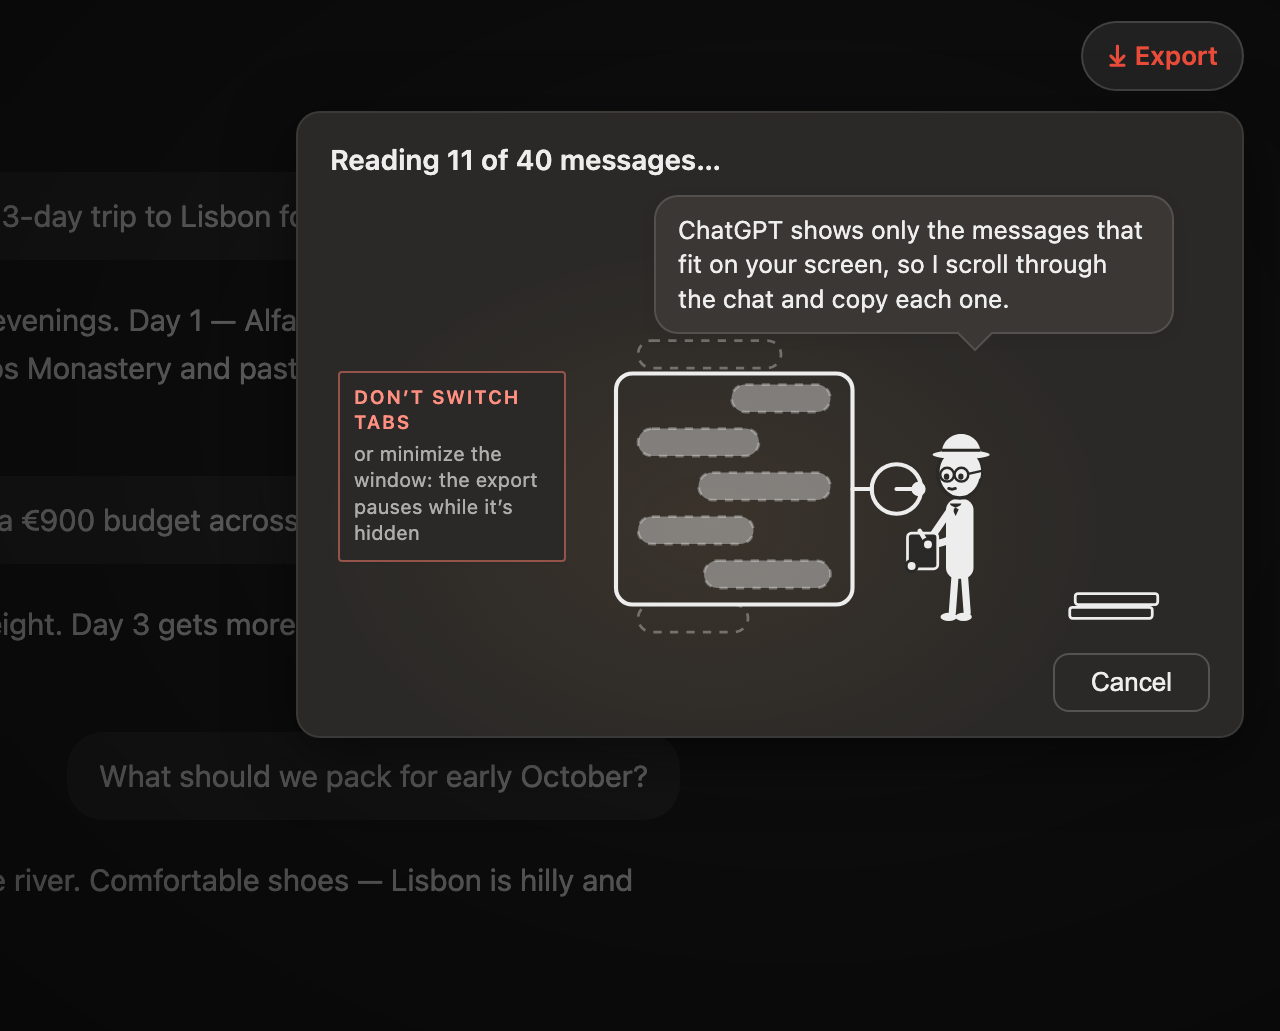 Export
Reading 11 of 40 messages...
3-day trip to Lisbon
ChatGPT shows only the messages that
fit on your screen, so I scroll through
the chat and copy each one.
evenings. Day 1 — Alfa
os Monastery and past
DON’T SWITCH
TABS
or minimize the
window: the export
pauses while it’s
hidden
a €900 budget across
eight. Day 3 gets more
Cancel
What should we pack for early October?
e river. Comfortable shoes — Lisbon is hilly and